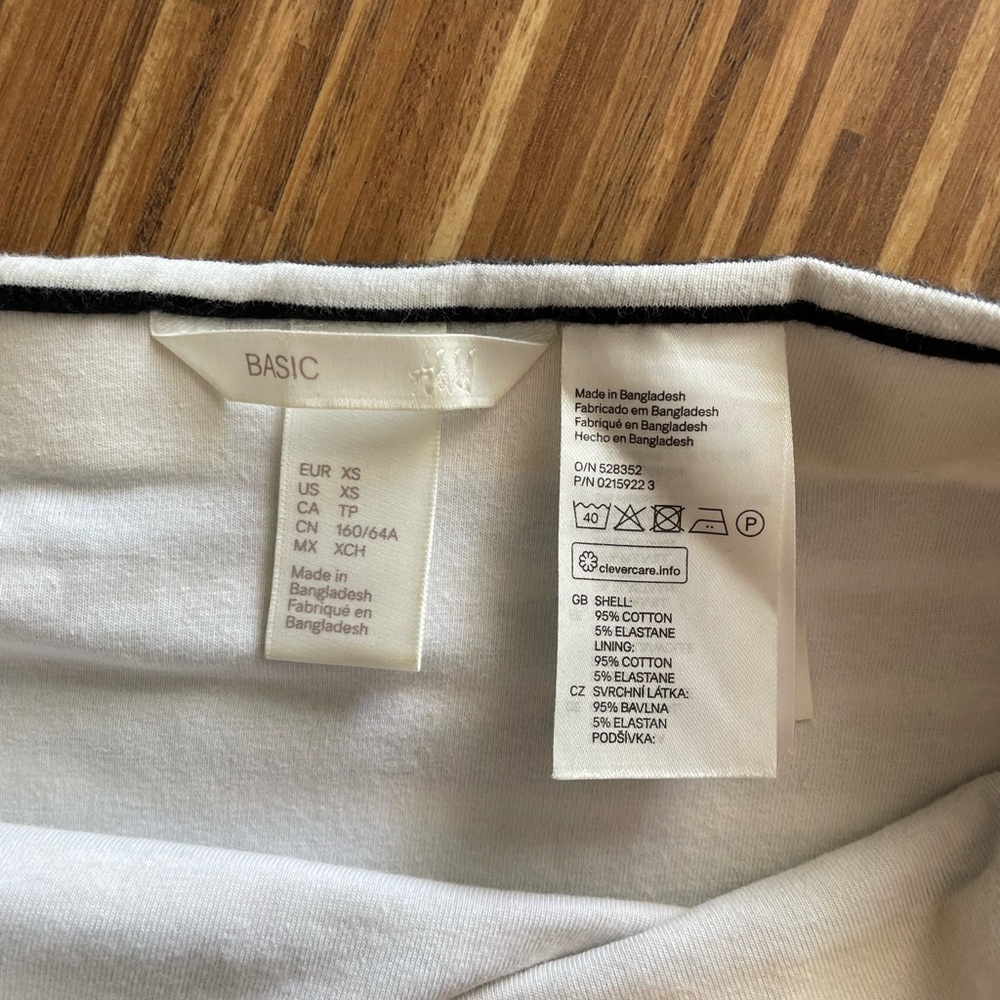 BASIC
EUR XS
US XS
CA TP
CN 160/64A
MX XCH
Made in
Bangladesh
Fabriqué en
Bangladesh
Made in Bangladesh
Fabricado em Bangladesh
Fabriqué en Bangladesh
Hecho en Bangladesh
O/N 528352
P/N 0215922 3
40 P
clevercare.info
GB SHELL:
95% COTTON
5% ELASTANE
LINING:
95% COTTON
5% ELASTANE
CZ SVRCHNÍ LÁTKA:
95% BAVLNA
5% ELASTAN
PODŠÍVKA: